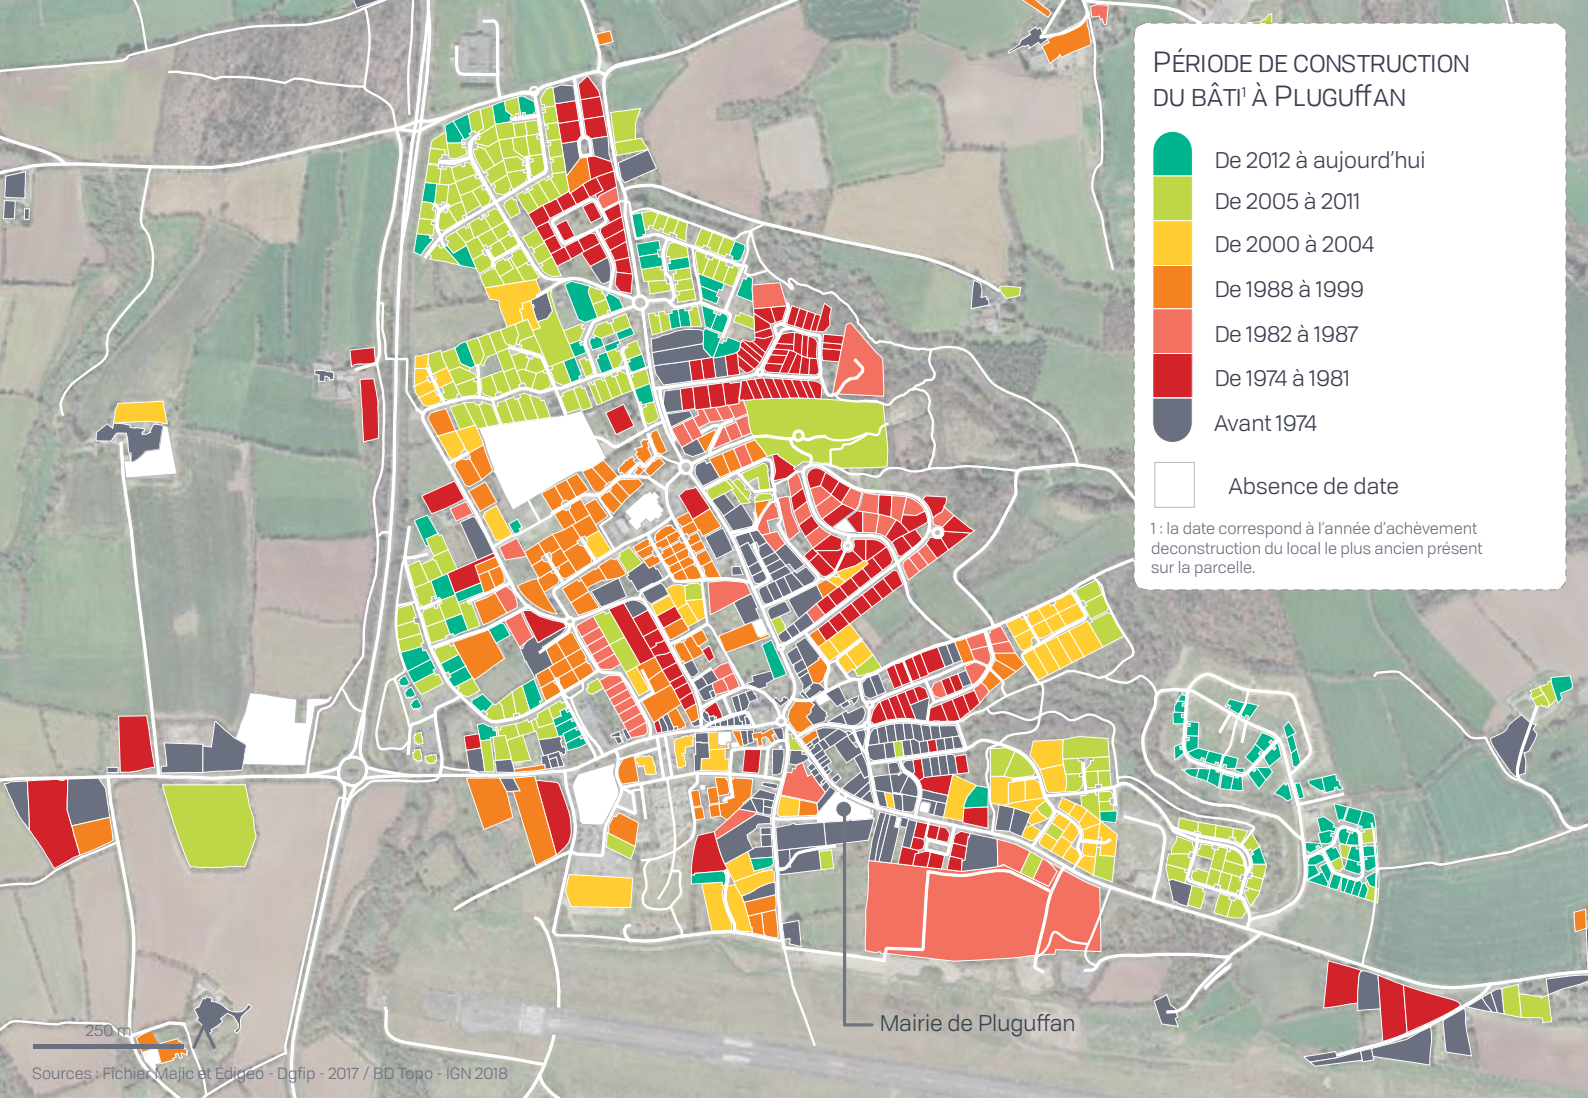 PÉRIODE DE CONSTRUCTION
DU BÂTI¹ À PLUGUffAN
De 2012 à aujourd'hui
De 2005 à 2011
De 2000 à 2004
De 1988 à 1999
De 1982 à 1987
De 1974 à 1981
Avant 1974
Absence de date
1 : la date correspond à l'année d'achèvement
deconstruction du local le plus ancien présent
sur la parcelle.
Mairie de Pluguffan
250 m
Sources : Fichier Majic et Édigéo - Dgfip - 2017 / BD Topo - IGN 2018